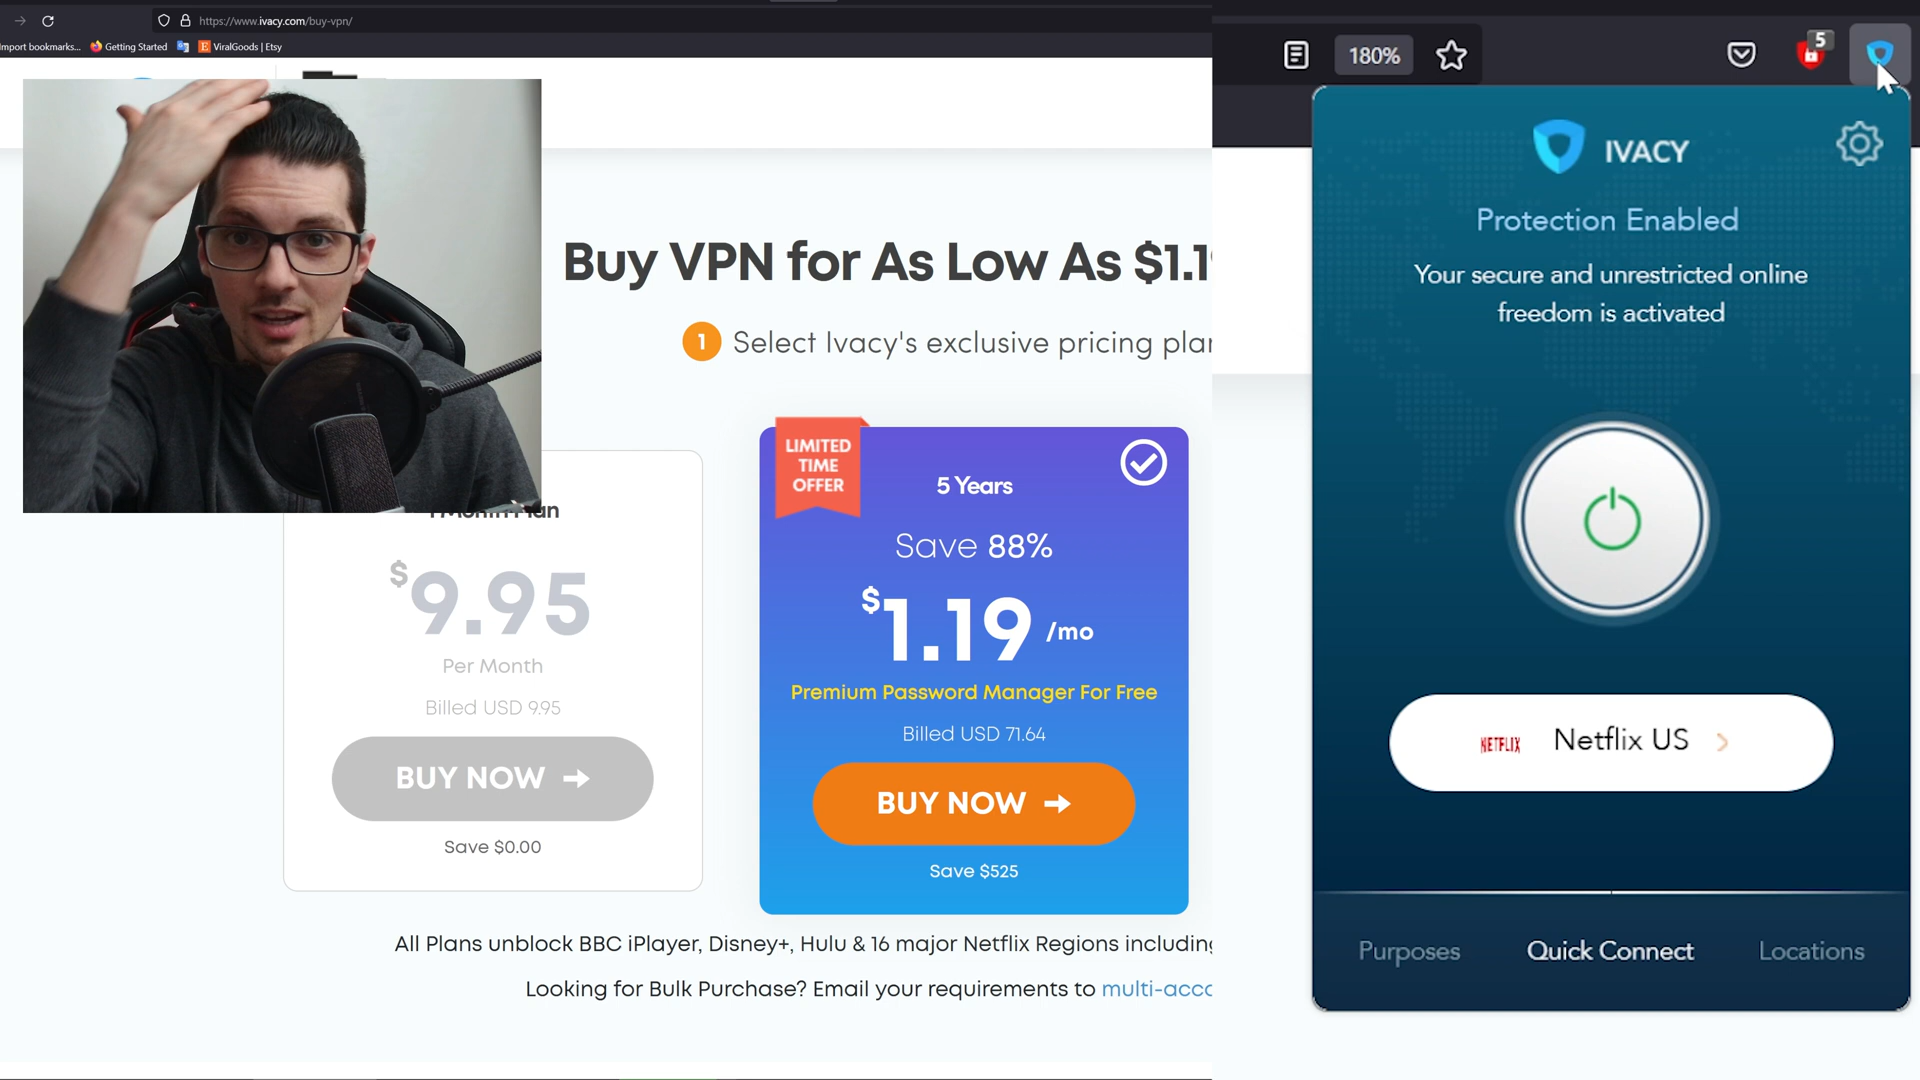 https://www.ivacy.com/buy-vpn/
Import bookmarks...
Getting Started
ViralGoods | Etsy
Buy VPN for As Low As $1.1
1 Select Ivacy's exclusive pricing plan
$9.95
Per Month
Billed USD 9.95
BUY NOW →
Save $0.00
LIMITED
TIME
OFFER
5 Years
Save 88%
$1.19 /mo
Premium Password Manager For Free
Billed USD 71.64
BUY NOW →
Save $525
All Plans unblock BBC iPlayer, Disney+, Hulu & 16 major Netflix Regions including
Looking for Bulk Purchase? Email your requirements to multi-acc
180%
5
IVACY
Protection Enabled
Your secure and unrestricted online
freedom is activated
NETFLIX Netflix US
Purposes
Quick Connect
Locations